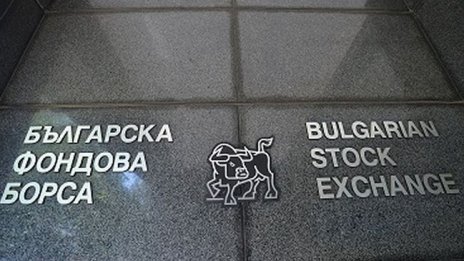 БЪЛГАРСКА
ФОНДОВА
БОРСА
BULGARIAN
STOCK
EXCHANGE